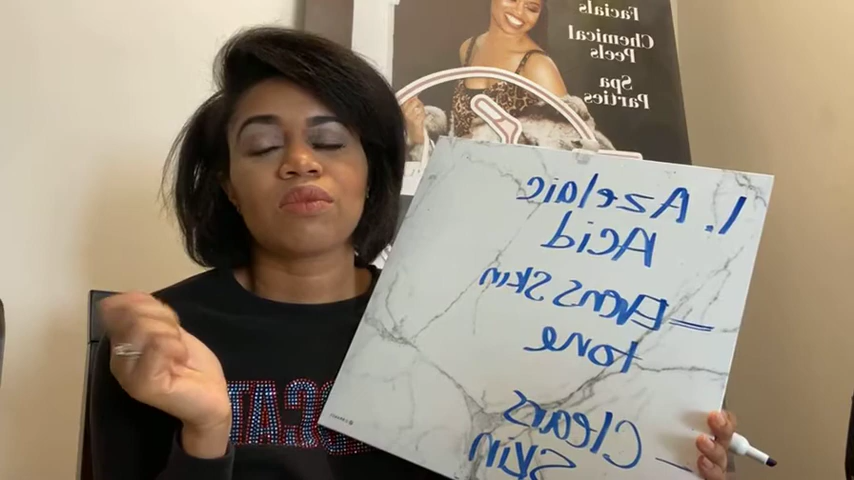 Facials
Chemical
Peels
Spa
Parties
1. Azelaic
Acid
– Evens skin
tone
– Clears
Skin